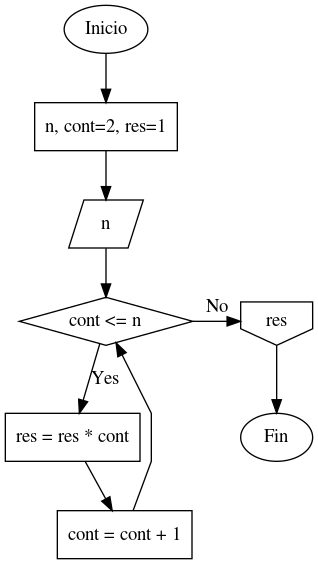 Inicio
n, cont=2, res=1
n
cont <= n
No
res
Yes
res = res * cont
Fin
cont = cont + 1